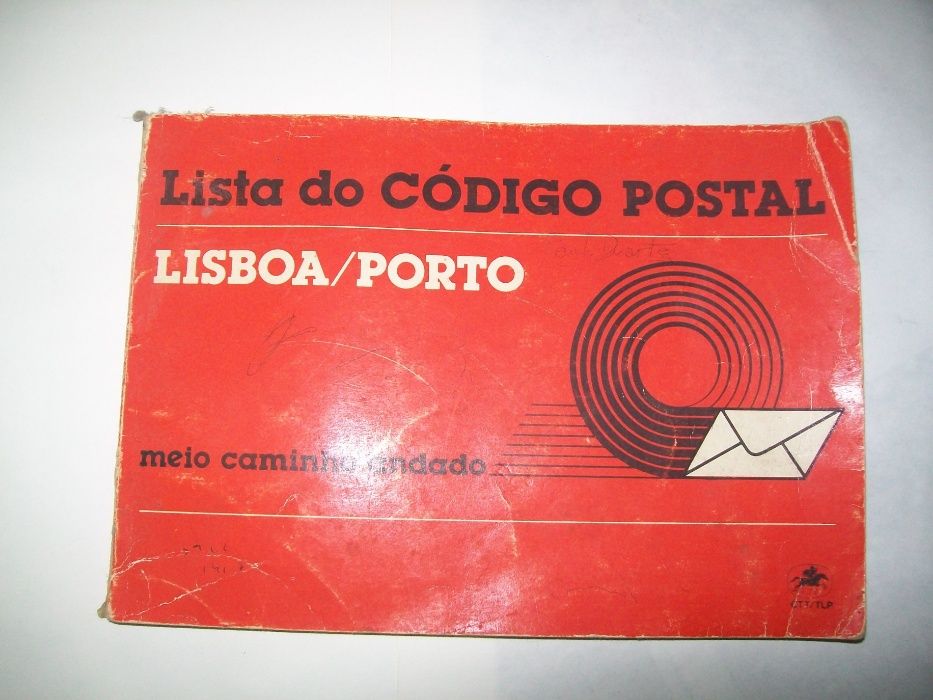 Lista do CÓDIGO POSTAL
LISBOA/PORTO
meio caminho andado
CTT/TLP